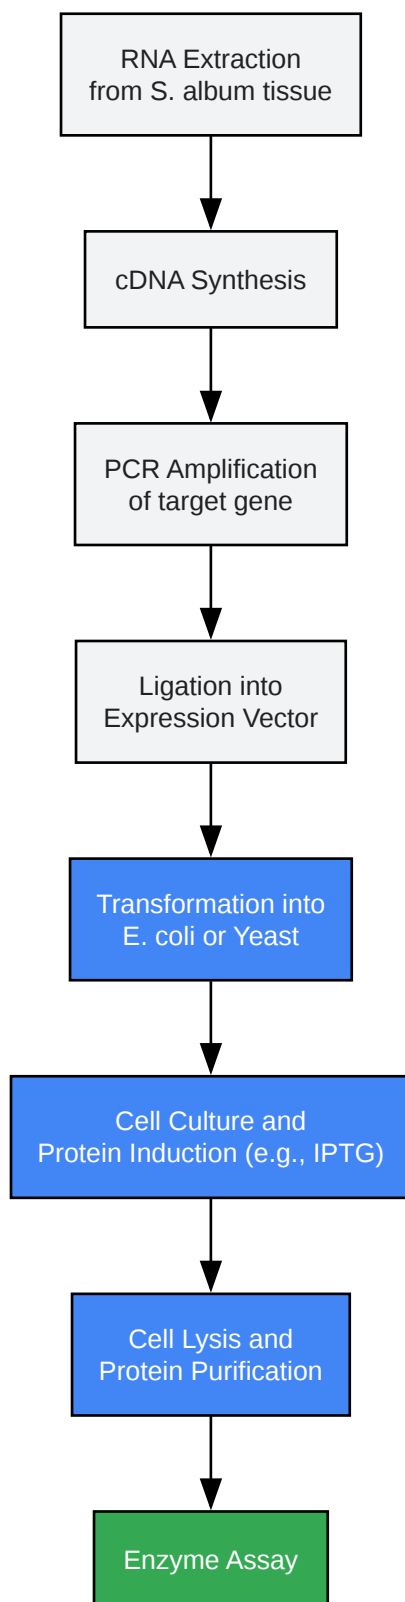 RNA Extraction
from S. album tissue
cDNA Synthesis
PCR Amplification
of target gene
Ligation into
Expression Vector
Transformation into
E. coli or Yeast
Cell Culture and
Protein Induction (e.g., IPTG)
Cell Lysis and
Protein Purification
Enzyme Assay